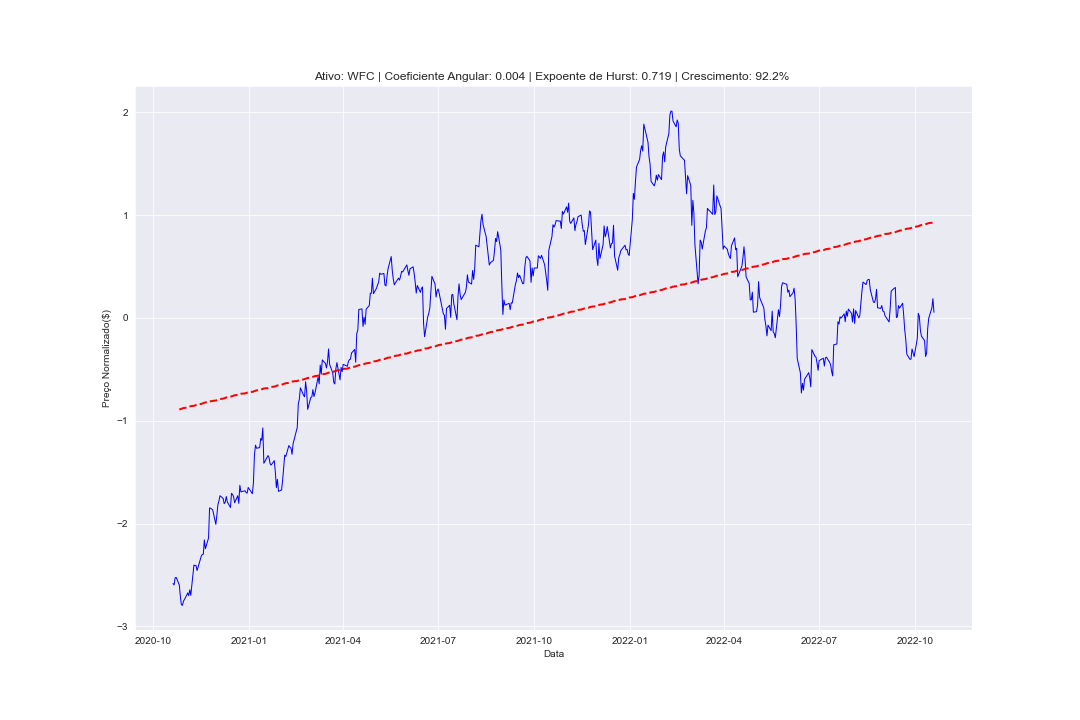 Ativo: WFC | Coeficiente Angular: 0.004 | Expoente de Hurst: 0.719 | Crescimento: 92.2%
2
1
0
−1
−2
−3
Preço Normalizado($)
2020-10 2021-01 2021-04 2021-07 2021-10 2022-01 2022-04 2022-07 2022-10
Data